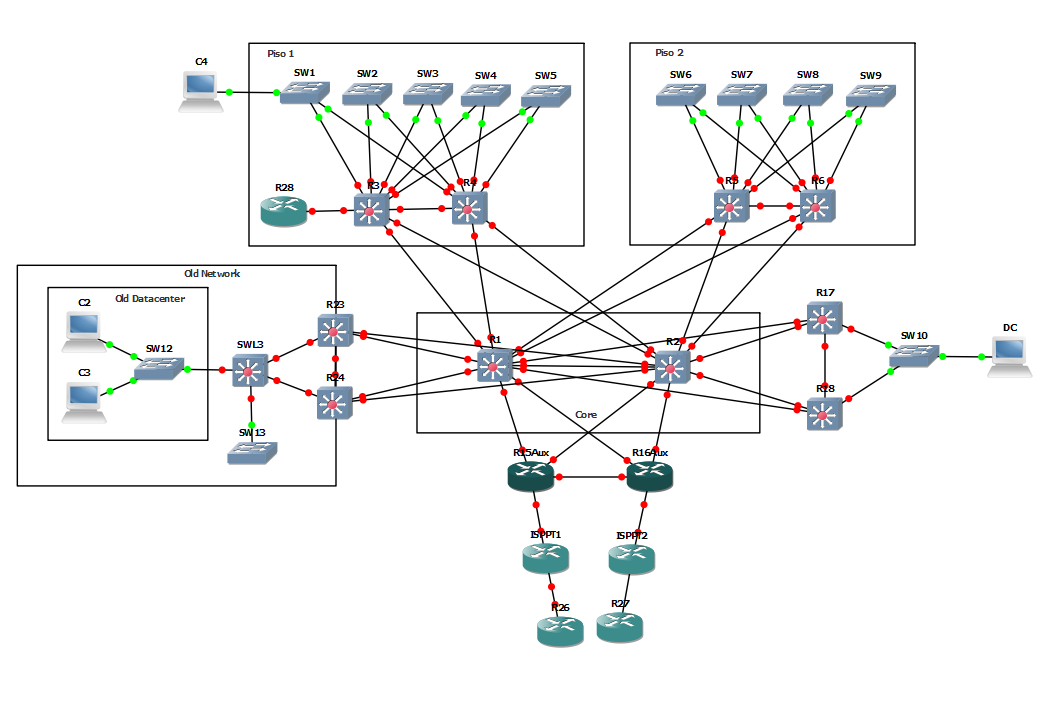 Piso 1
Piso 2
C4
SW1
SW2
SW3
SW4
SW5
SW6
SW7
SW8
SW9
R28
R3
R4
R5
R6
Old Network
Old Datacenter
C2
R23
R17
SWL3
SW12
R1
R2
SW10
DC
C3
R24
R18
Core
SW13
R15Aux
R16Aux
ISPPT1
ISPPT2
R26
R27